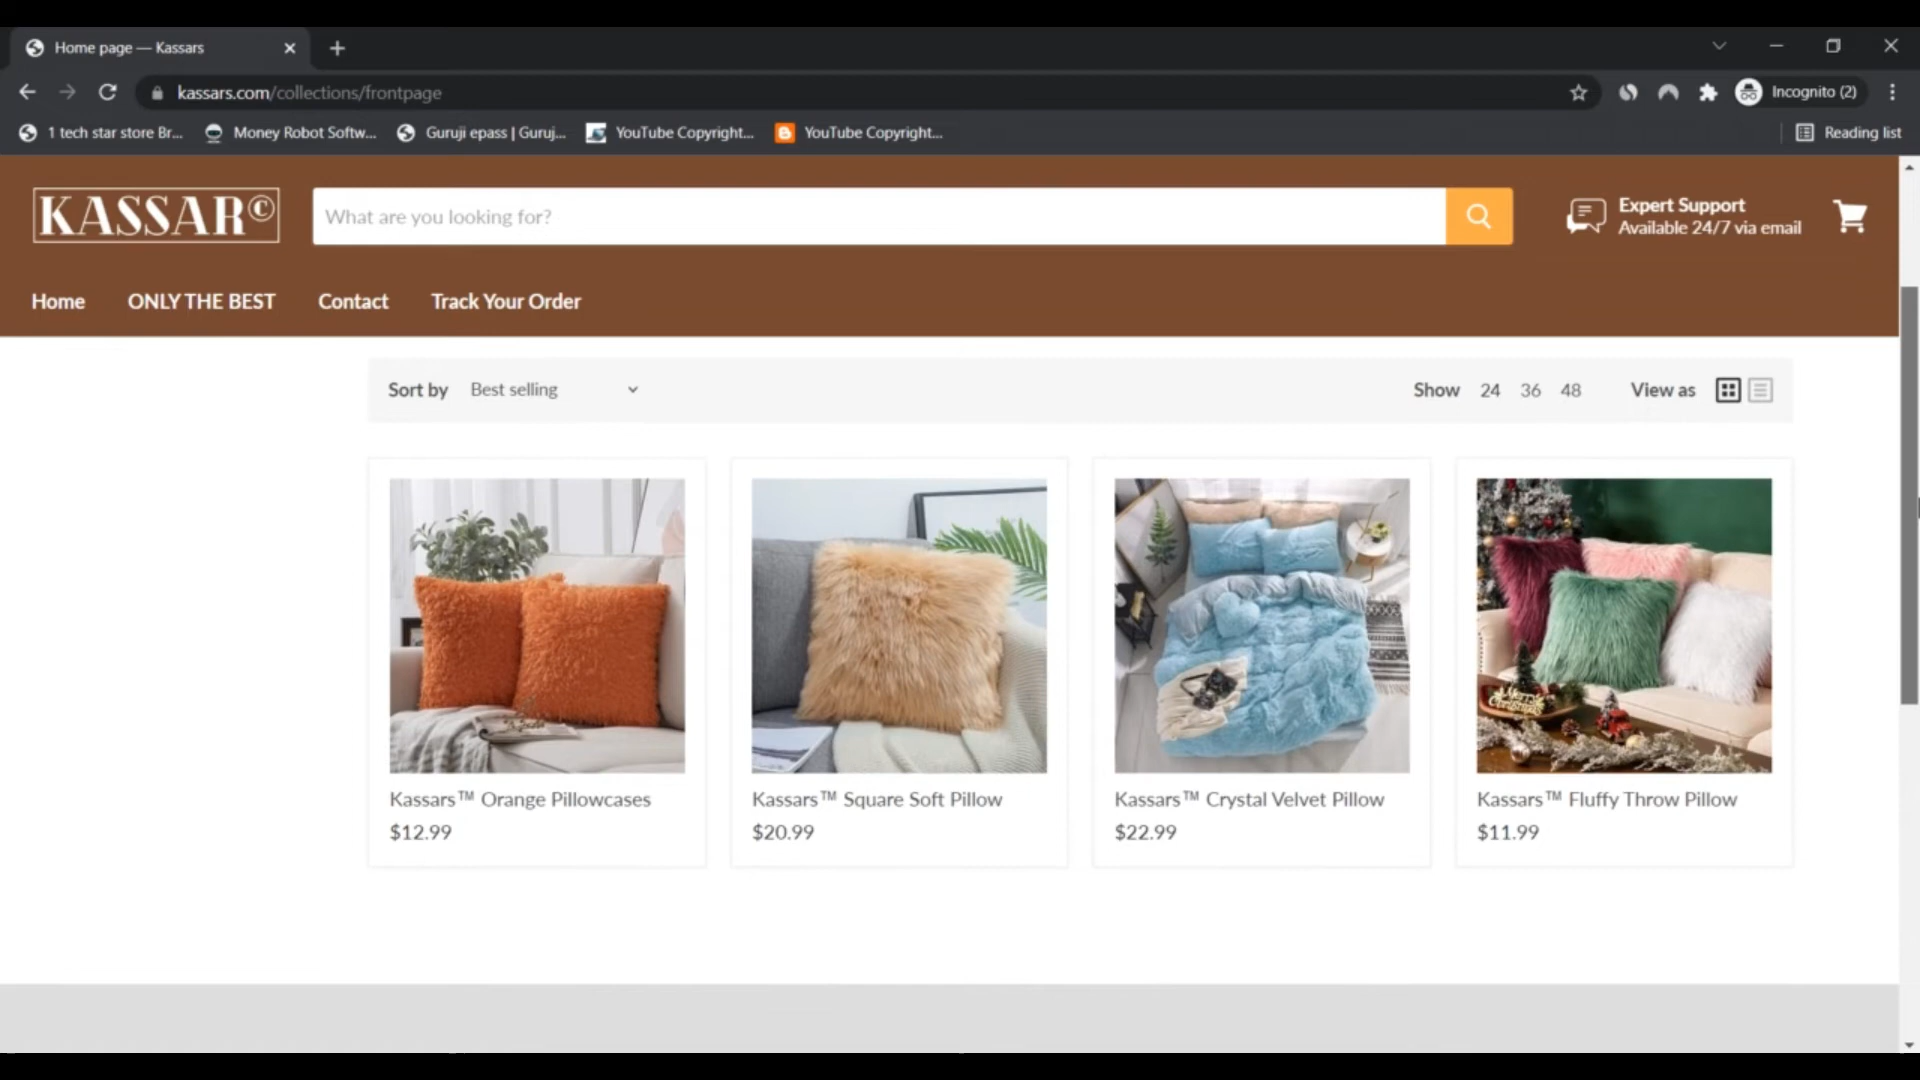 Home page — Kassars
kassars.com/collections/frontpage
Incognito (2)
1 tech star store Br...
Money Robot Softw...
Guruji epass | Guruj...
YouTube Copyright...
YouTube Copyright...
Reading list
KASSAR©
What are you looking for?
Expert Support
Available 24/7 via email
Home
ONLY THE BEST
Contact
Track Your Order
Sort by
Best selling
Show 24 36 48
View as
Merry
Christmas
Kassars™ Orange Pillowcases
$12.99
Kassars™ Square Soft Pillow
$20.99
Kassars™ Crystal Velvet Pillow
$22.99
Kassars™ Fluffy Throw Pillow
$11.99